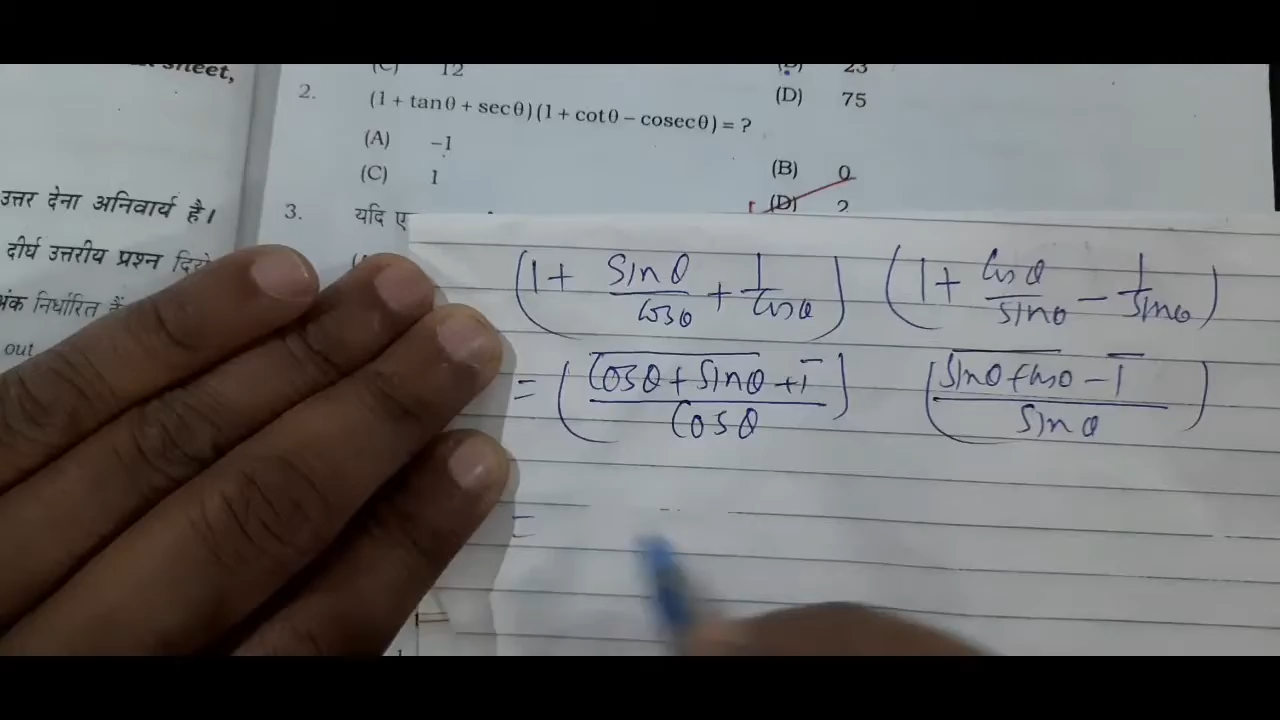 sheet,
(C) 12
23
2. (1 + tanθ + secθ)(1 + cotθ − cosecθ) = ?
(D) 75
(A) −1
(B) 0
(C) 1
(D) 2
3. यदि ए
उत्तर देना अनिवार्य है।
दीर्घ उत्तरीय प्रश्न दिये
अंक निर्धारित हैं
out
(1 + sinθ/cosθ + 1/cosθ) (1 + cosθ/sinθ − 1/sinθ)
= (cosθ + sinθ + 1/cosθ) (sinθ + cosθ − 1/sinθ)
=